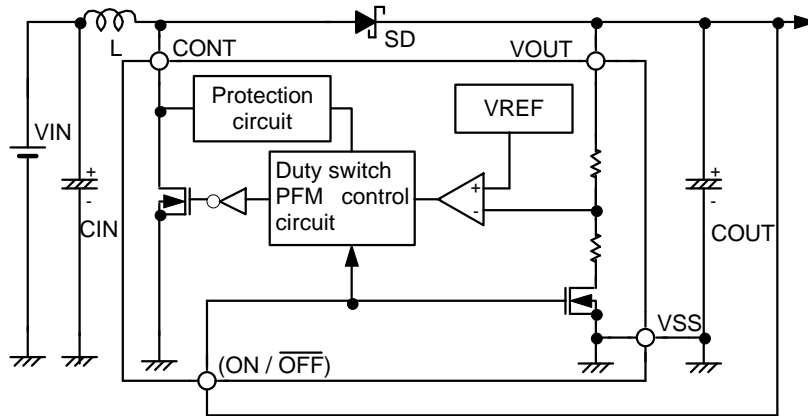 L
CONT
SD
VOUT
Protection
circuit
VREF
VIN
Duty switch
PFM control
circuit
+
-
+
-
+
-
CIN
COUT
VSS
(ON / OFF)